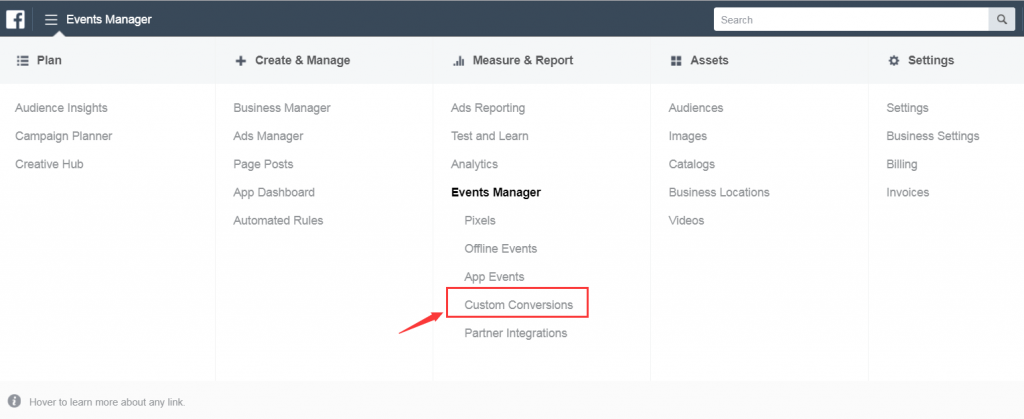 Events Manager
Search
Plan
Audience Insights
Campaign Planner
Creative Hub
Create & Manage
Business Manager
Ads Manager
Page Posts
App Dashboard
Automated Rules
Measure & Report
Ads Reporting
Test and Learn
Analytics
Events Manager
Pixels
Offline Events
App Events
Custom Conversions
Partner Integrations
Assets
Audiences
Images
Catalogs
Business Locations
Videos
Settings
Settings
Business Settings
Billing
Invoices
Hover to learn more about any link.